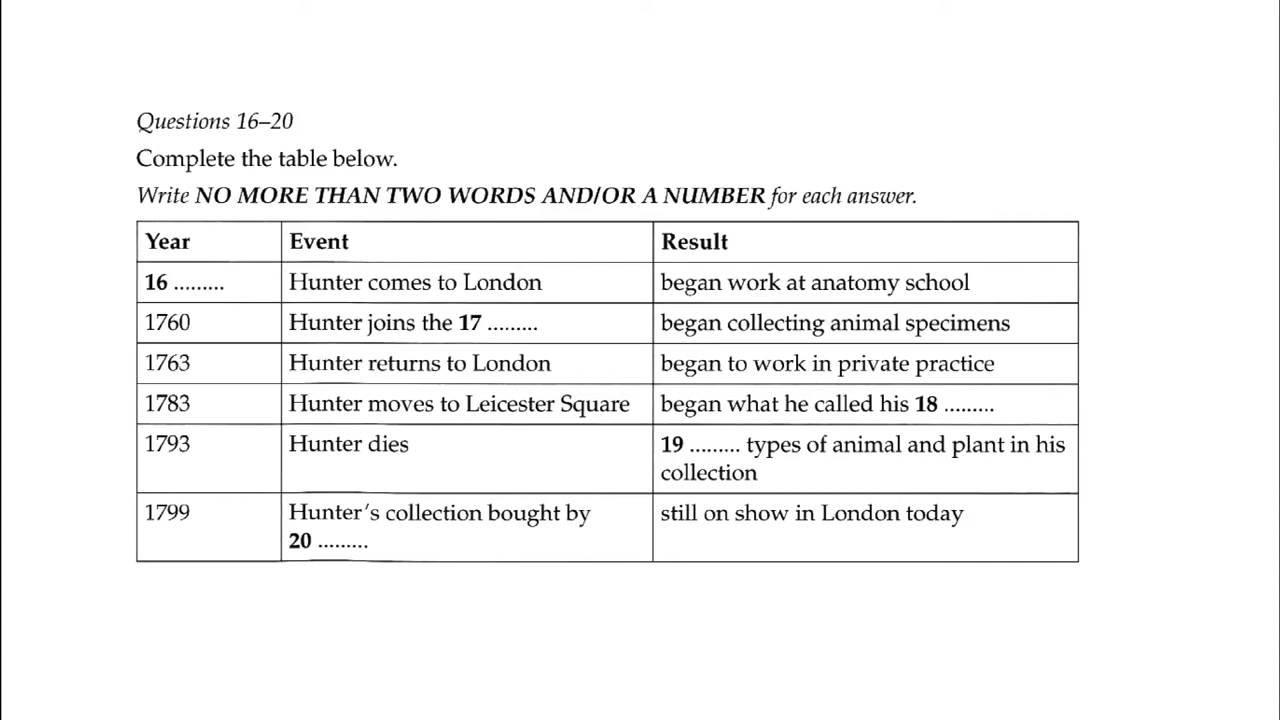 Questions 16–20
Complete the table below.
Write NO MORE THAN TWO WORDS AND/OR A NUMBER for each answer.
Year Event Result
16 ......... Hunter comes to London began work at anatomy school
1760 Hunter joins the 17 ......... began collecting animal specimens
1763 Hunter returns to London began to work in private practice
1783 Hunter moves to Leicester Square began what he called his 18 .........
1793 Hunter dies 19 ......... types of animal and plant in his
collection
1799 Hunter's collection bought by still on show in London today
20 .........